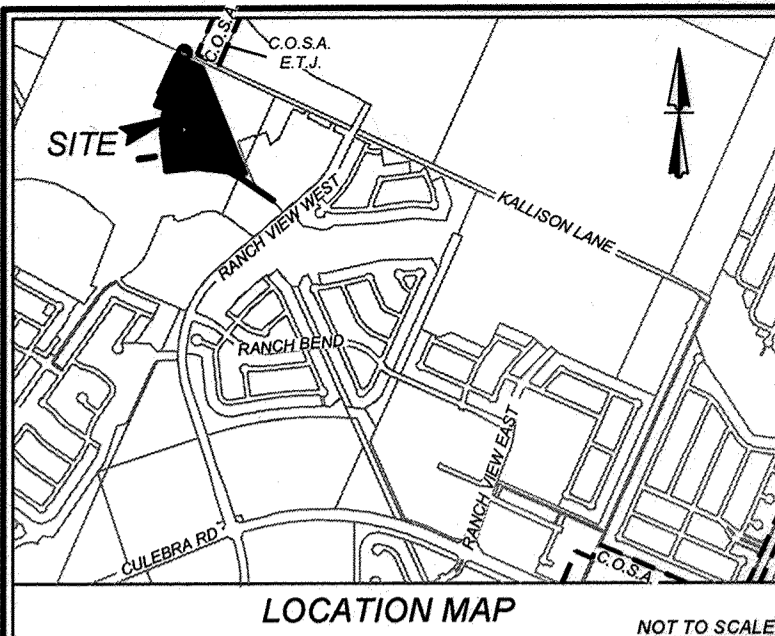 C.O.S.A.
C.O.S.A.
E.T.J.
SITE
KALLISON LANE
RANCH VIEW WEST
RANCH BEND
RANCH VIEW EAST
CULEBRA RD
C.O.S.A.
LOCATION MAP
NOT TO SCALE